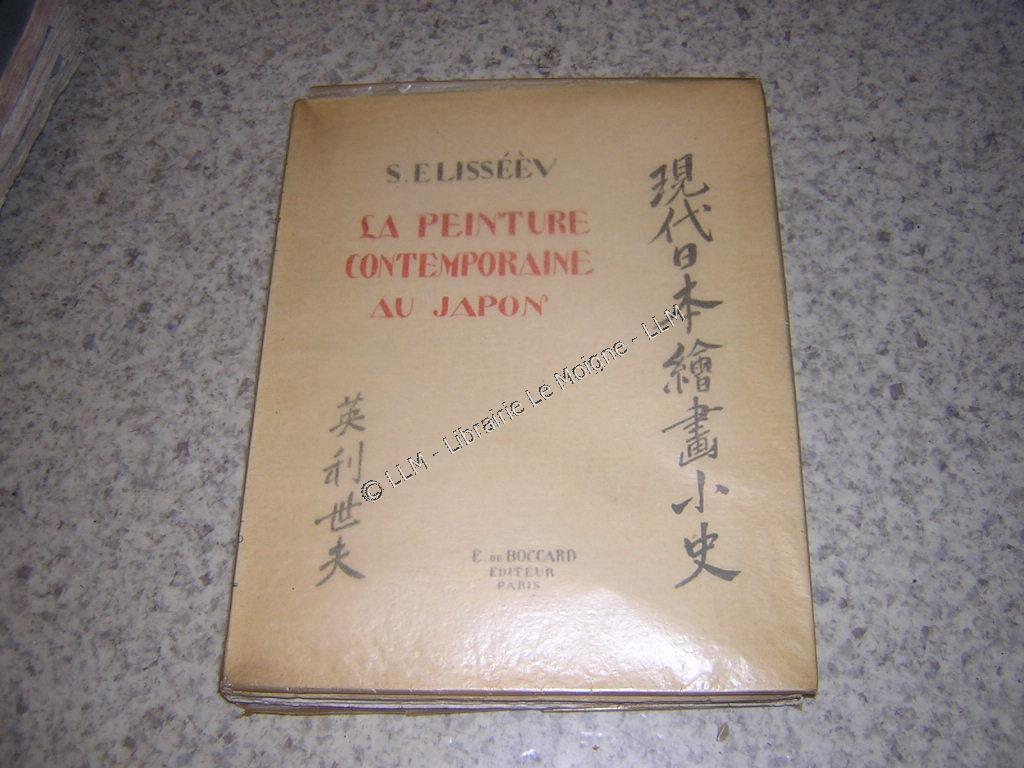 S. ELISSÉÈV
LA PEINTURE
CONTEMPORAINE
AU JAPON
現代日本繪畫小史
英利世夫
E. DE BOCCARD
EDITEUR
PARIS
© LLM - Librairie Le Moigne - LLM